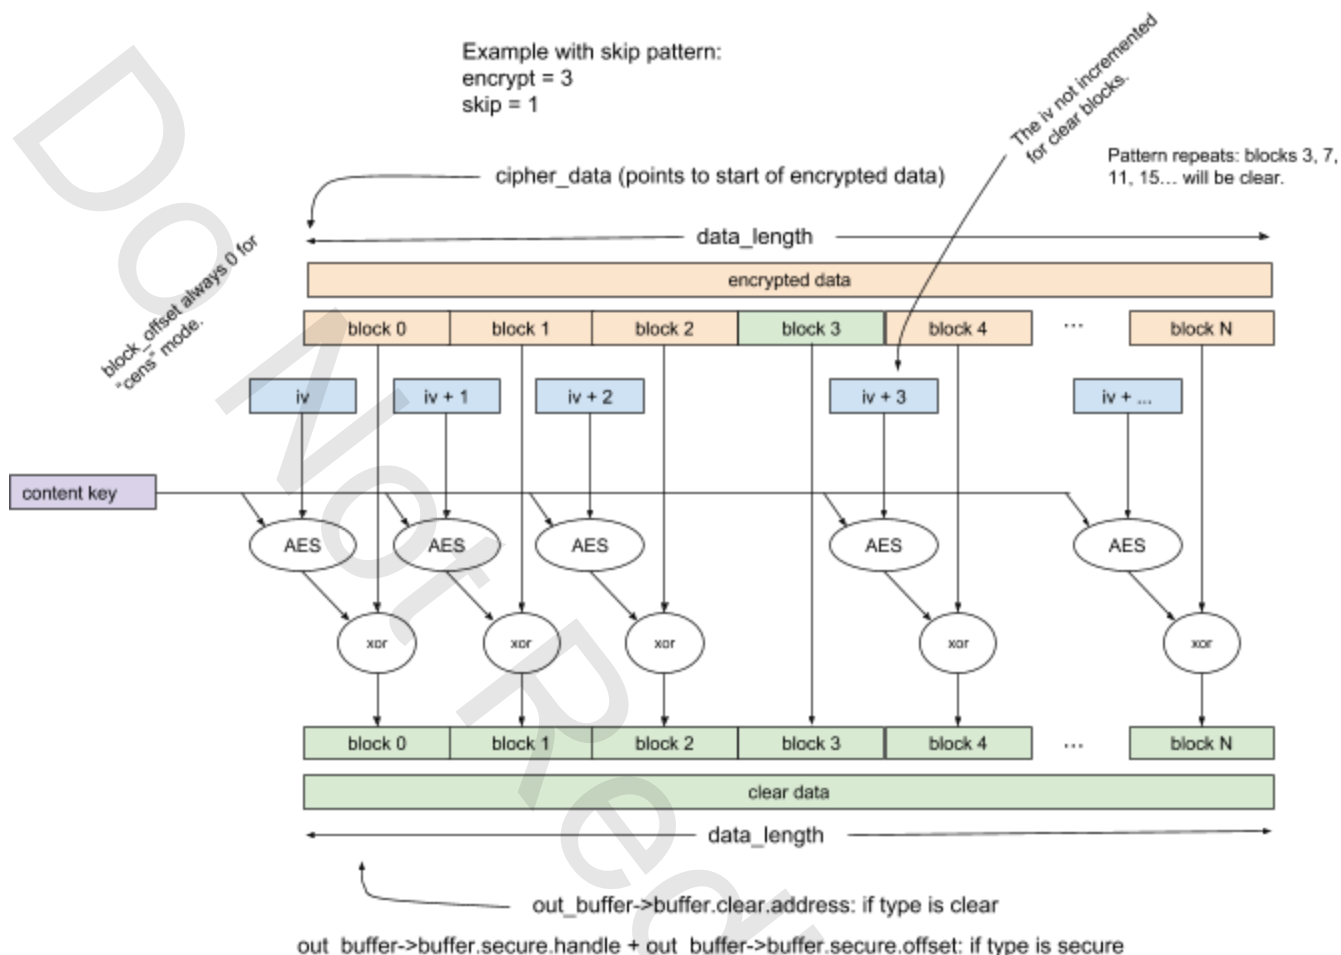 Example with skip pattern:
encrypt = 3
skip = 1
The iv not incremented
for clear blocks.
Pattern repeats: blocks 3, 7,
11, 15... will be clear.
cipher_data (points to start of encrypted data)
block_offset always 0 for
"cens" mode.
data_length
encrypted data
block 0 block 1 block 2 block 3 block 4 ... block N
iv iv + 1 iv + 2 iv + 3 iv + ...
content key
AES AES AES AES AES
xor xor xor xor xor
block 0 block 1 block 2 block 3 block 4 ... block N
clear data
data_length
out_buffer->buffer.clear.address: if type is clear
out_buffer->buffer.secure.handle + out_buffer->buffer.secure.offset: if type is secure
Do Not Red